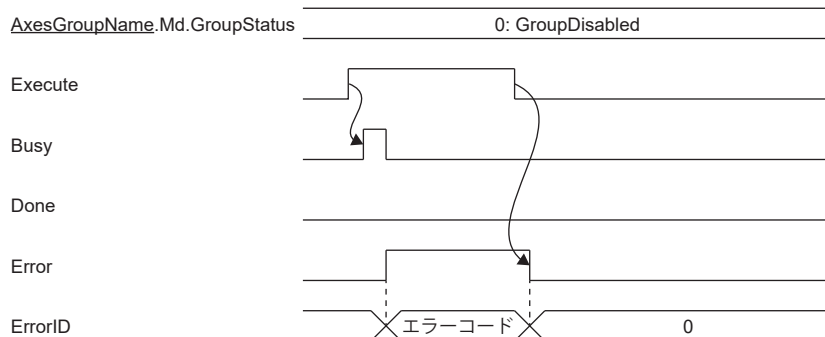 AxesGroupName.Md.GroupStatus 0: GroupDisabled
Execute
Busy
Done
Error
ErrorID エラーコード 0